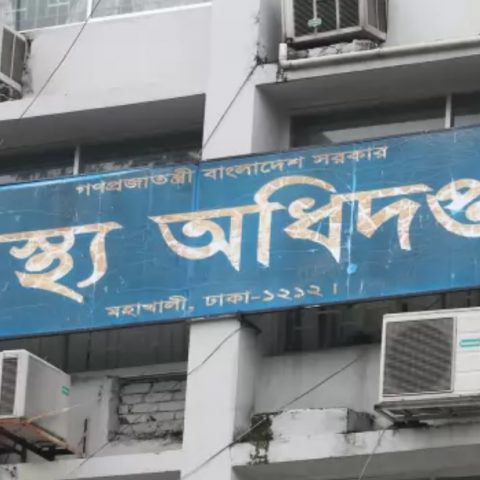 গণপ্রজাতন্ত্রী বাংলাদেশ সরকার
স্থ্য অধিদপ্ত
মহাখালী, ঢাকা-১২১২।